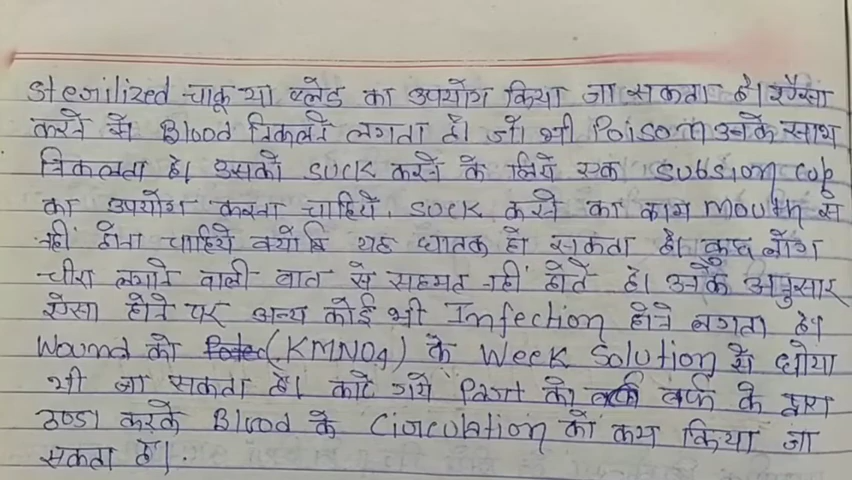 Sterilized चाकू या ब्लेड का उपयोग किया जा सकता है। ऐसा
करने से Blood निकलने लगता है। जो भी Poison उनके साथ
निकलता है। उसको suck करने के लिये एक subsion cup
का उपयोग करना चाहिये. suck करने का काम mouth से
नहीं होना चाहिये क्योंकि यह घातक हो सकता है। कुछ लोग
चीरा लगाने वाली बात से सहमत नहीं होते है। उनके अनुसार
ऐसा होने पर अन्य कोई भी Infection होने लगता है।
Wound को (KMNO4) के Week Solution से धोया
भी जा सकता है। काटे गये Part को बर्फ के द्वारा
ठण्डा करके Blood के Circulation को कम किया जा
सकता है।.